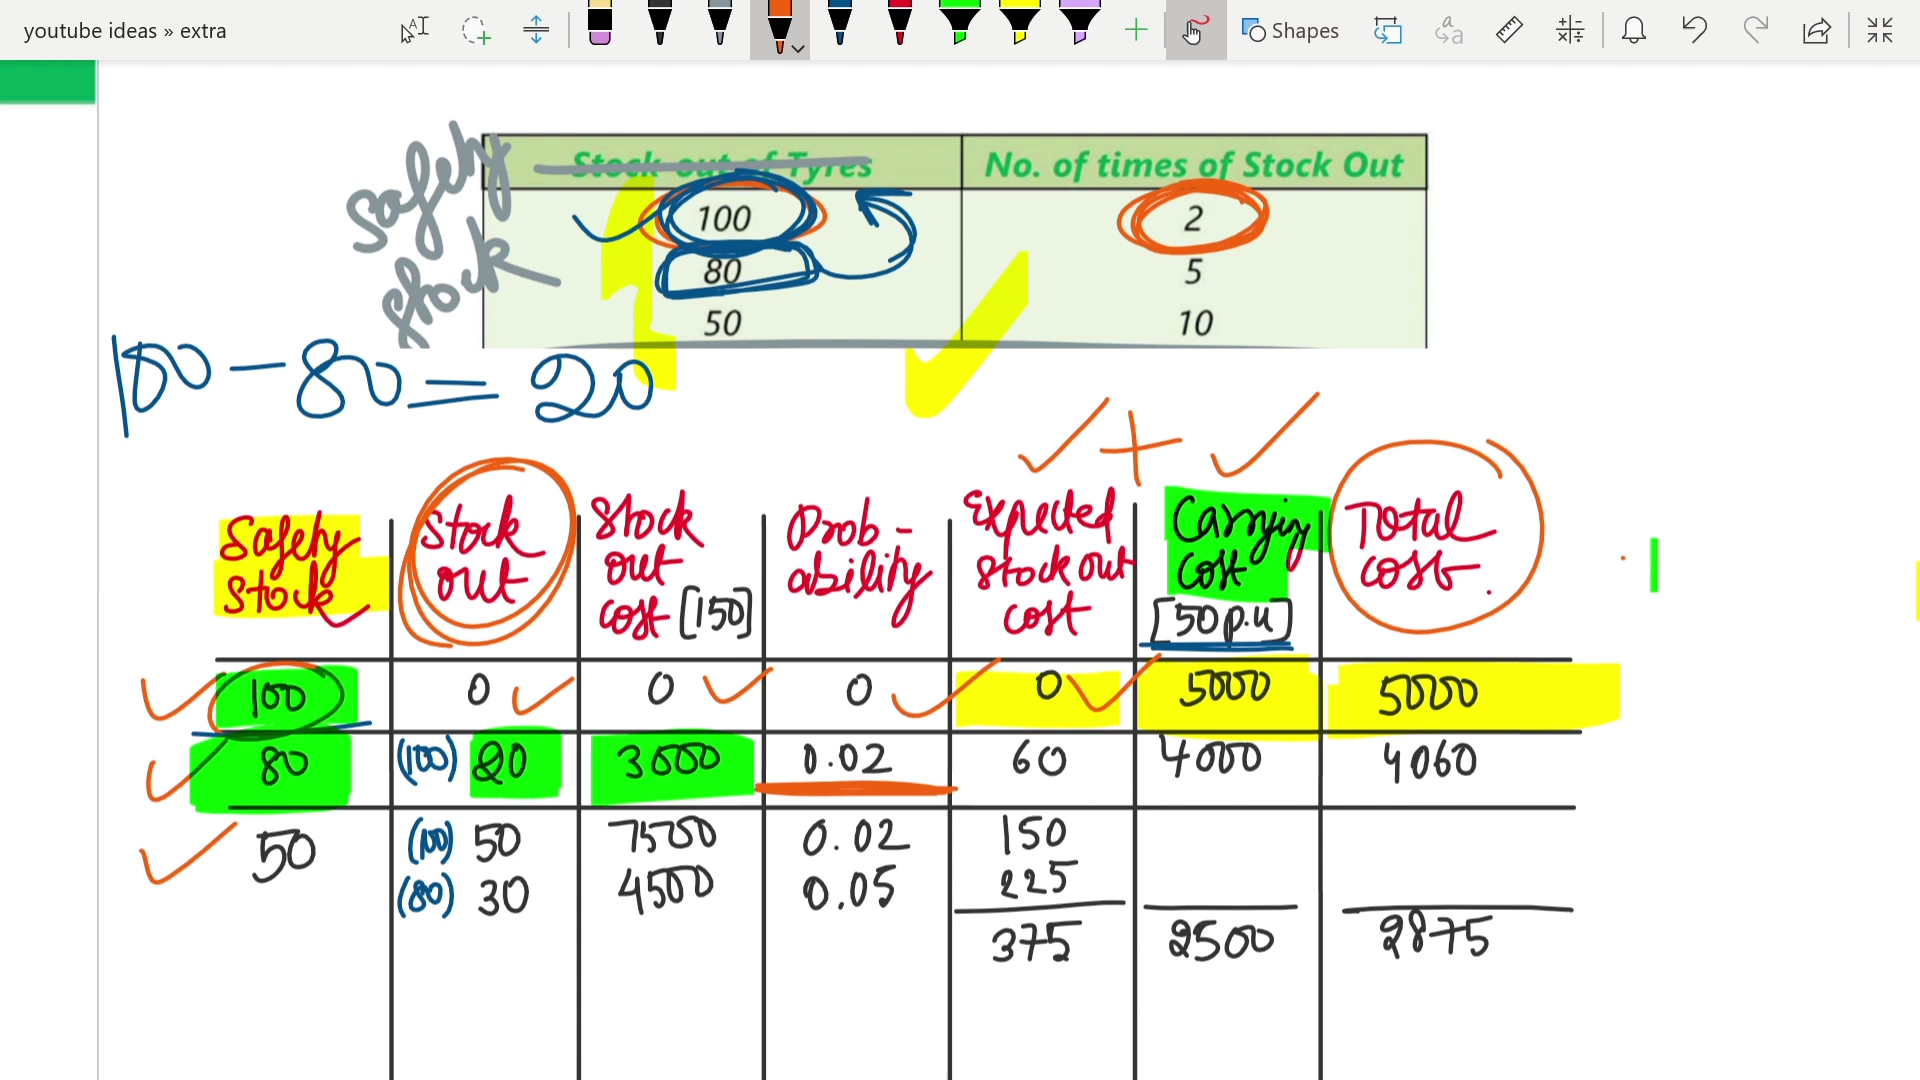 youtube ideas » extra
Shapes
Safety
Stock
Stock out of Tyres No. of times of Stock Out
100 2
80 5
50 10
100 - 80 = 20
+
Safety Stock
Stock out
Stock out cost [150]
Prob-ability
Expected stock out cost
Carrying Cost [50 p.u]
Total cost.
100 0 0 0 0 5000 5000
80 (100) 20 3000 0.02 60 4000 4060
50 (100) 50 7500 0.02 150
(80) 30 4500 0.05 225
375 2500 2875